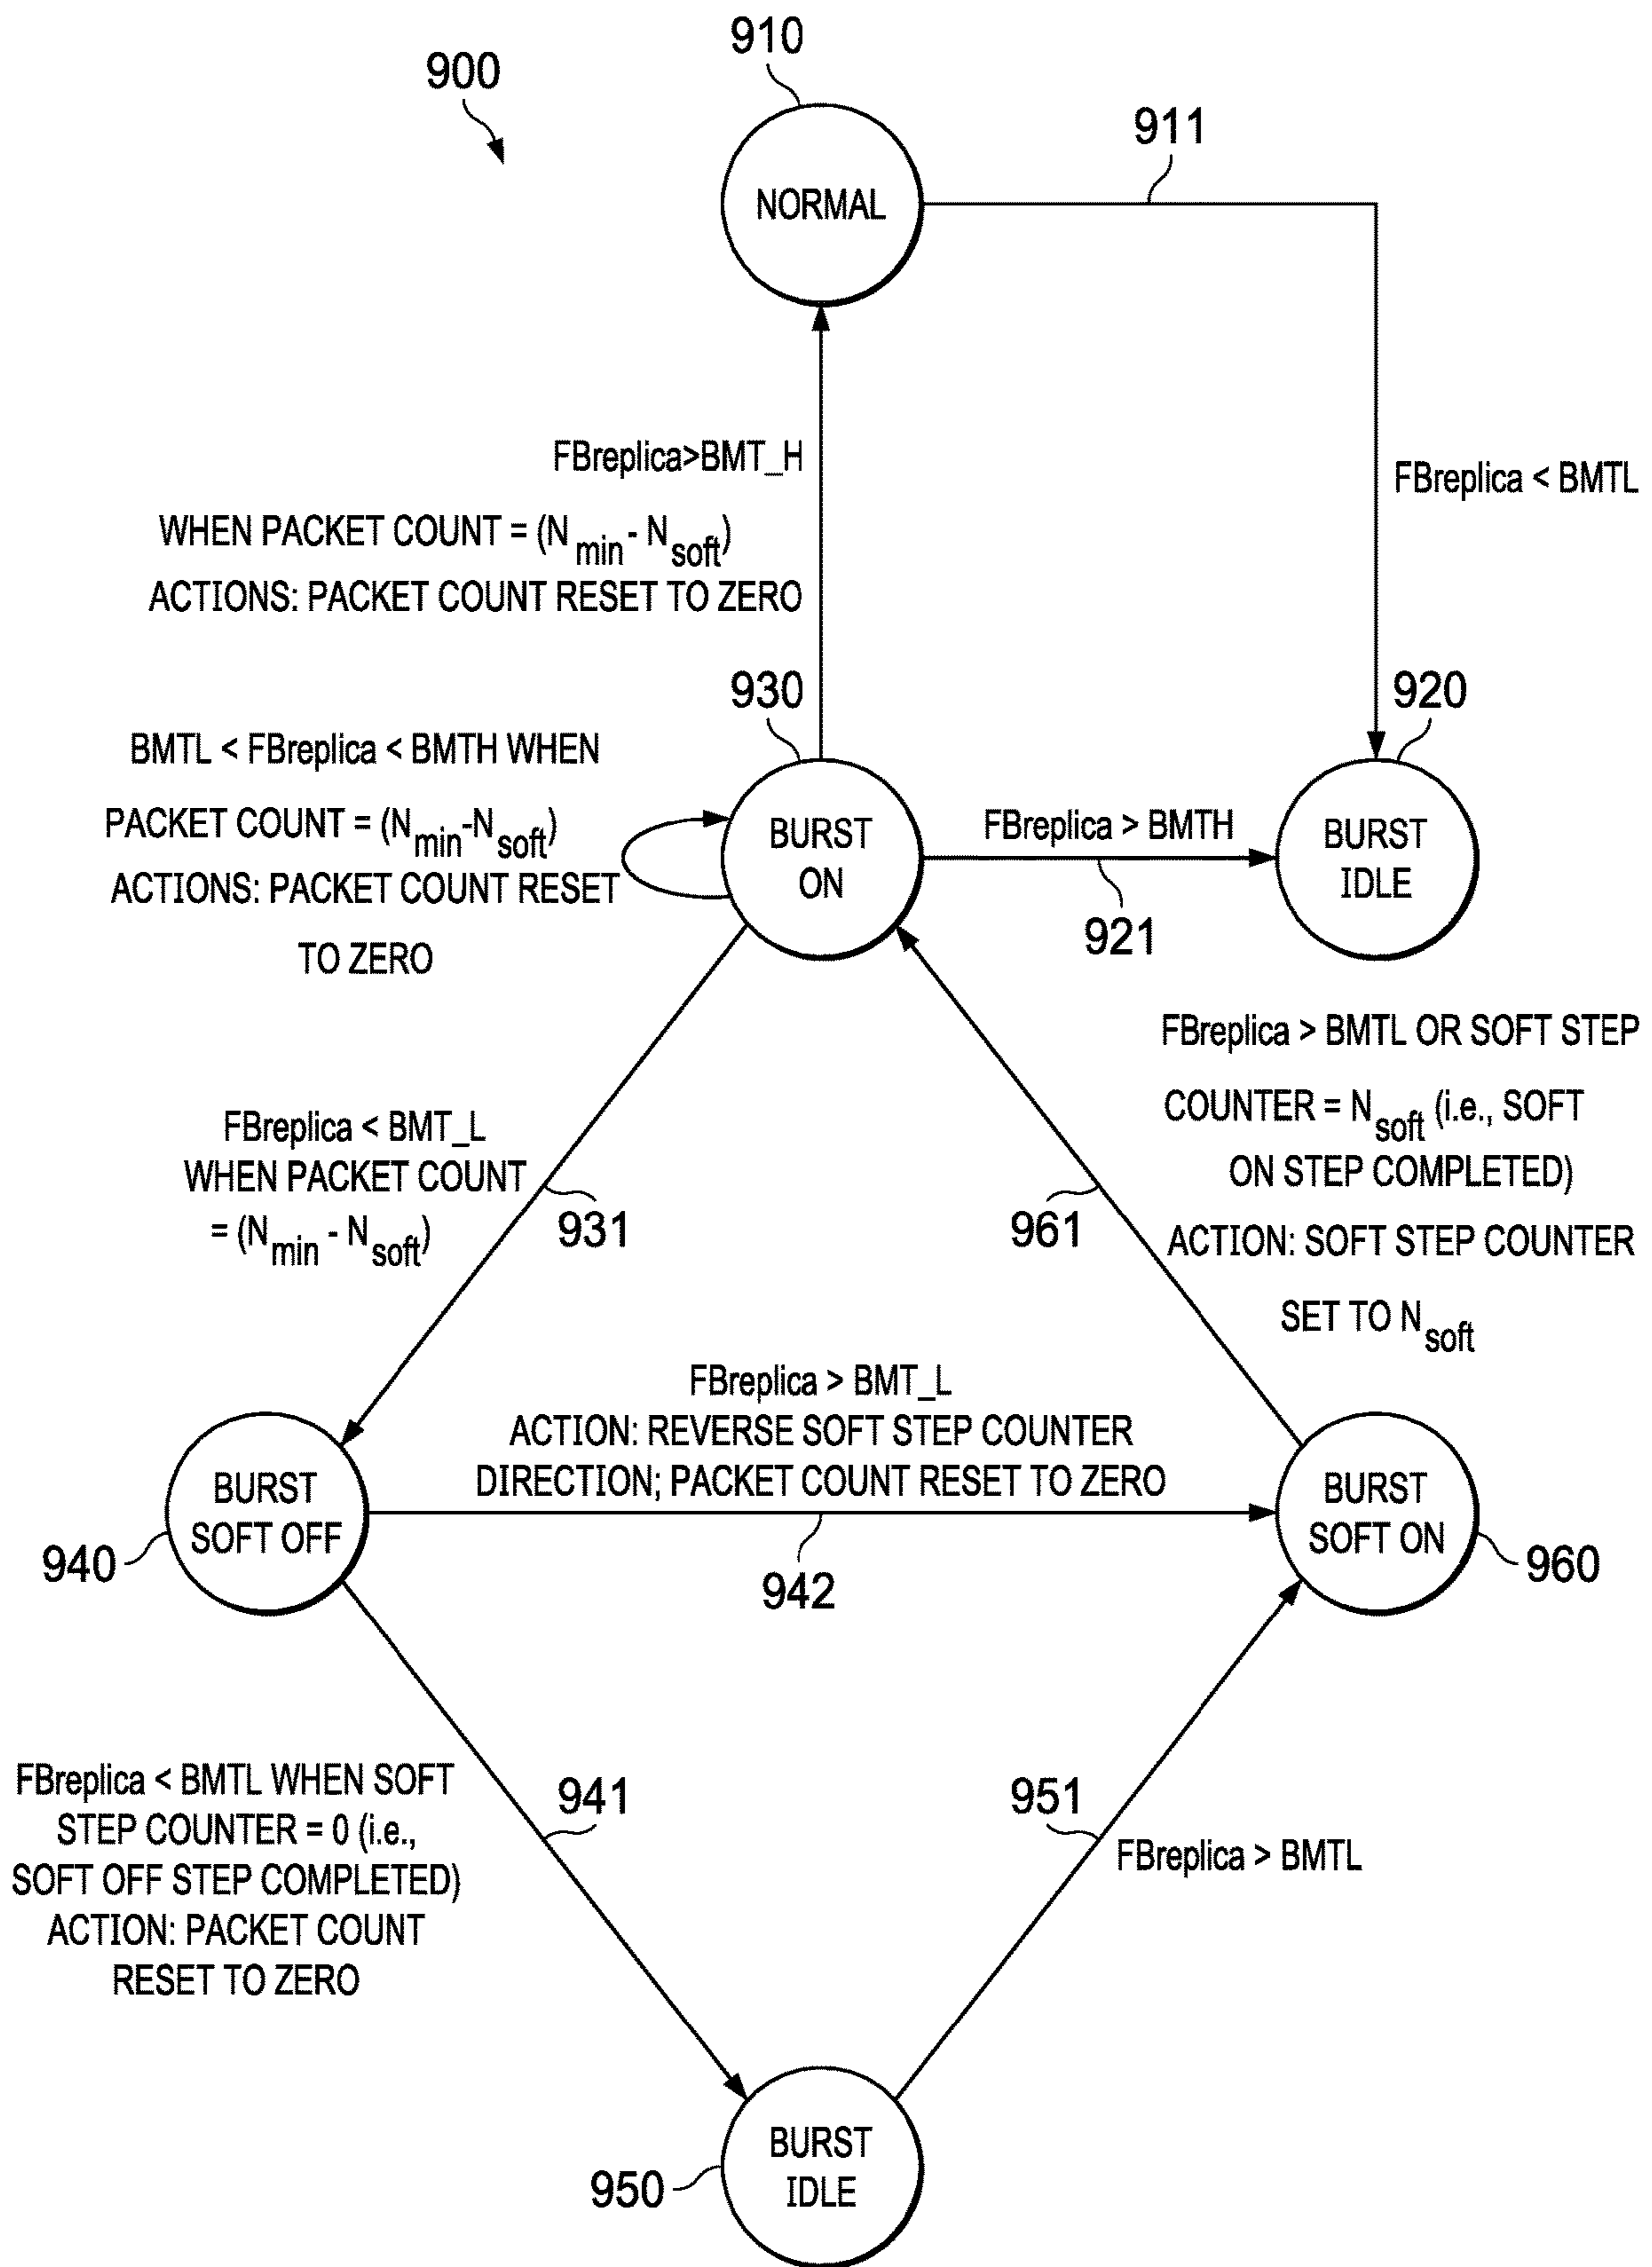 910
900
911
NORMAL
FBreplica>BMT_H
WHEN PACKET COUNT = (N min - N soft)
ACTIONS: PACKET COUNT RESET TO ZERO
FBreplica < BMTL
930
920
BMTL < FBreplica < BMTH WHEN
PACKET COUNT = (N min-N soft)
ACTIONS: PACKET COUNT RESET
TO ZERO
BURST
ON
FBreplica > BMTH
921
BURST
IDLE
FBreplica > BMTL OR SOFT STEP
COUNTER = N soft (i.e., SOFT
ON STEP COMPLETED)
ACTION: SOFT STEP COUNTER
SET TO N soft
FBreplica < BMT_L
WHEN PACKET COUNT
= (N min - N soft)
931
961
FBreplica > BMT_L
ACTION: REVERSE SOFT STEP COUNTER
DIRECTION; PACKET COUNT RESET TO ZERO
BURST
SOFT OFF
940
942
BURST
SOFT ON
960
FBreplica < BMTL WHEN SOFT
STEP COUNTER = 0 (i.e.,
SOFT OFF STEP COMPLETED)
ACTION: PACKET COUNT
RESET TO ZERO
941
951
FBreplica > BMTL
BURST
IDLE
950